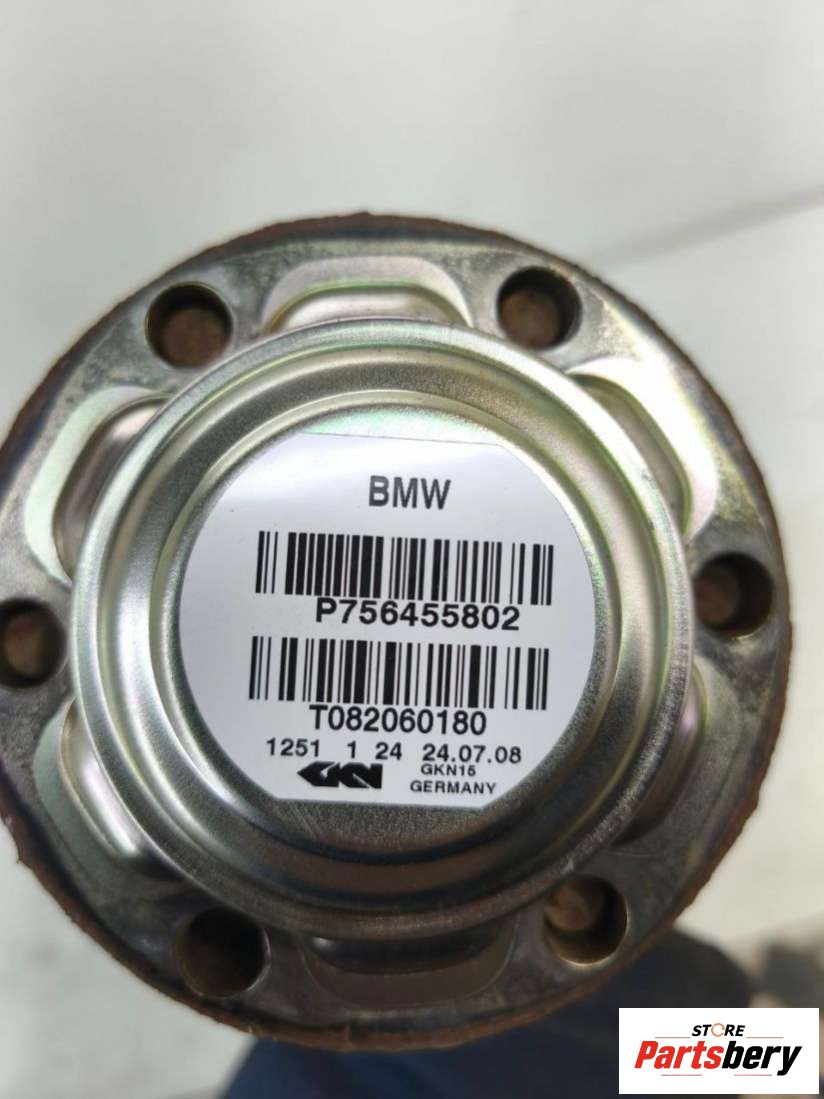 BMW
P756455802
T082060180
1251 1 24 24.07.08
GKN GKN15
GERMANY
STORE
Partsbery